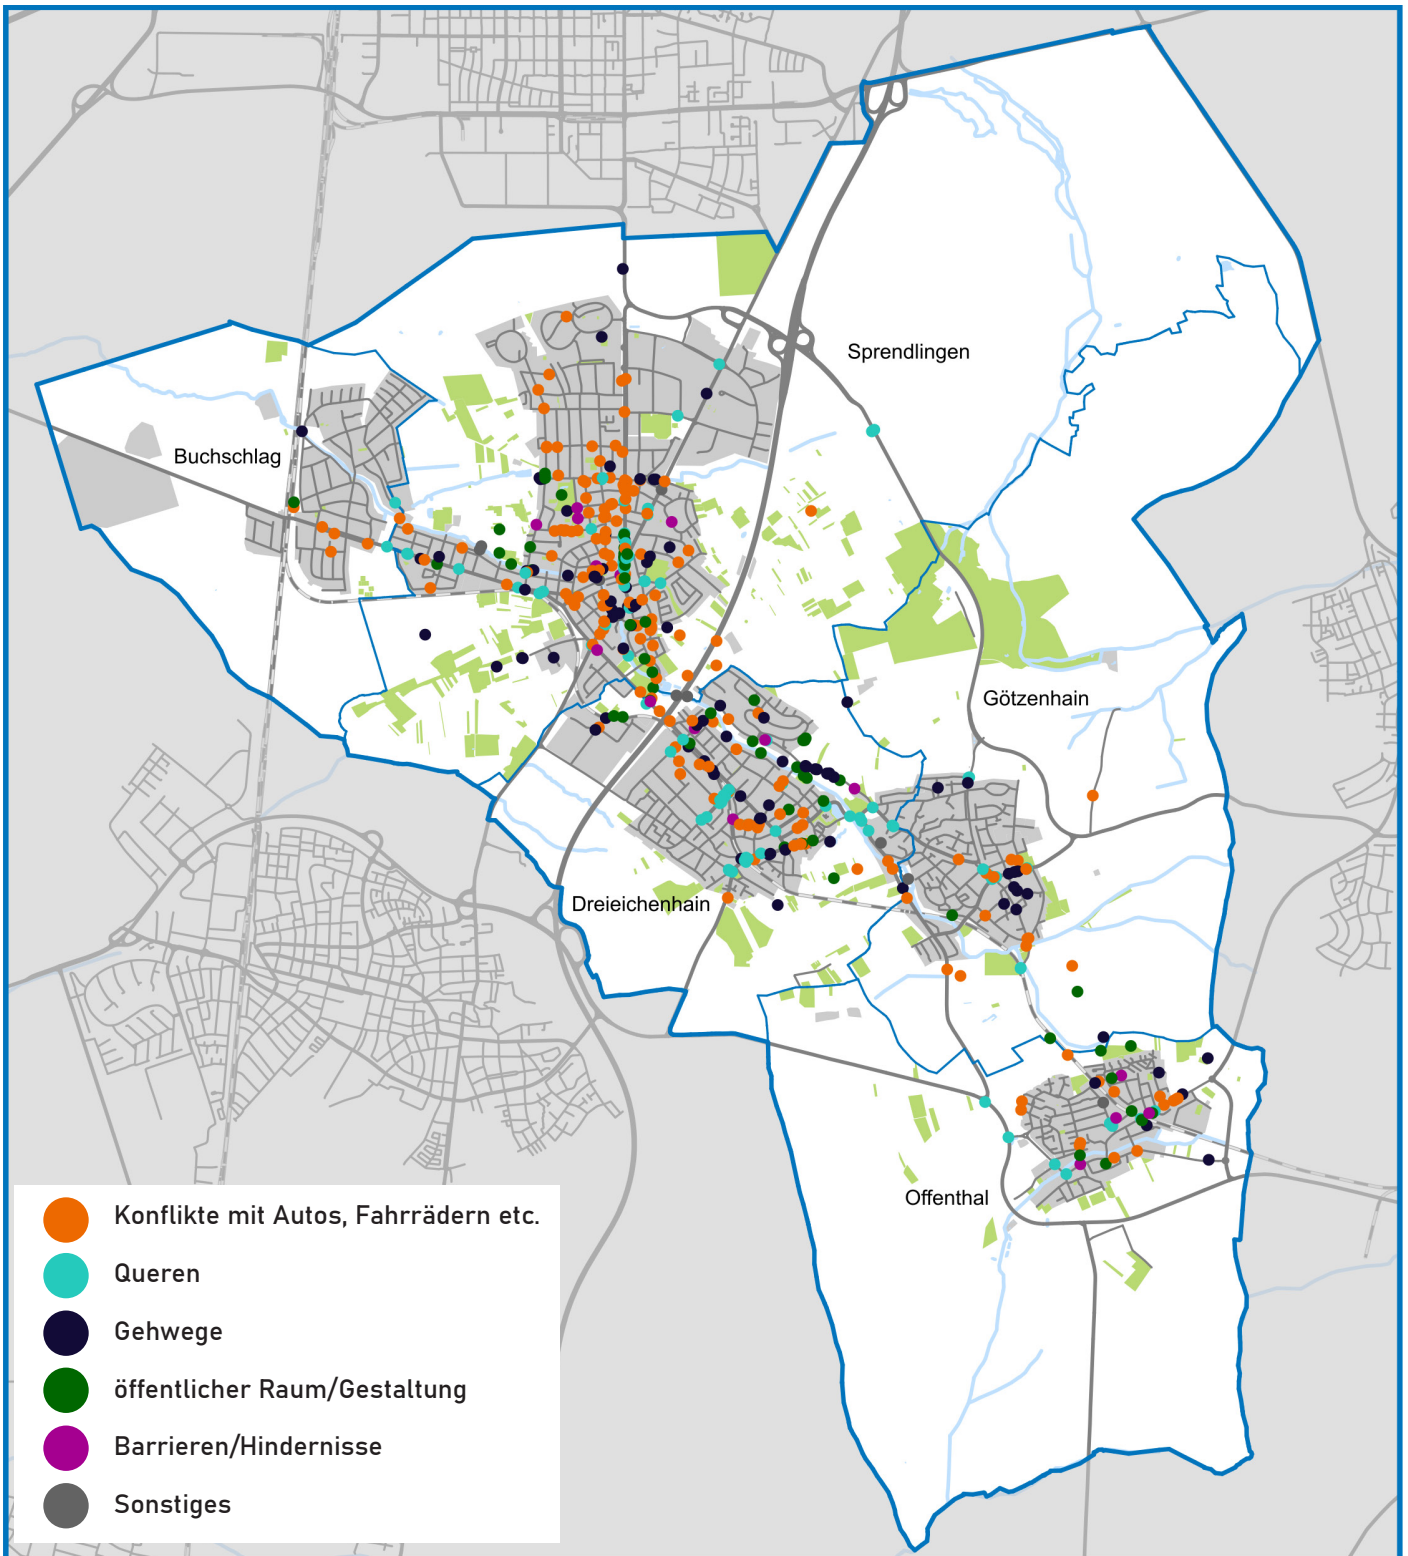 Sprendlingen
Buchschlag
Götzenhain
Dreieichenhain
Offenthal
Konflikte mit Autos, Fahrrädern etc.
Queren
Gehwege
öffentlicher Raum/Gestaltung
Barrieren/Hindernisse
Sonstiges